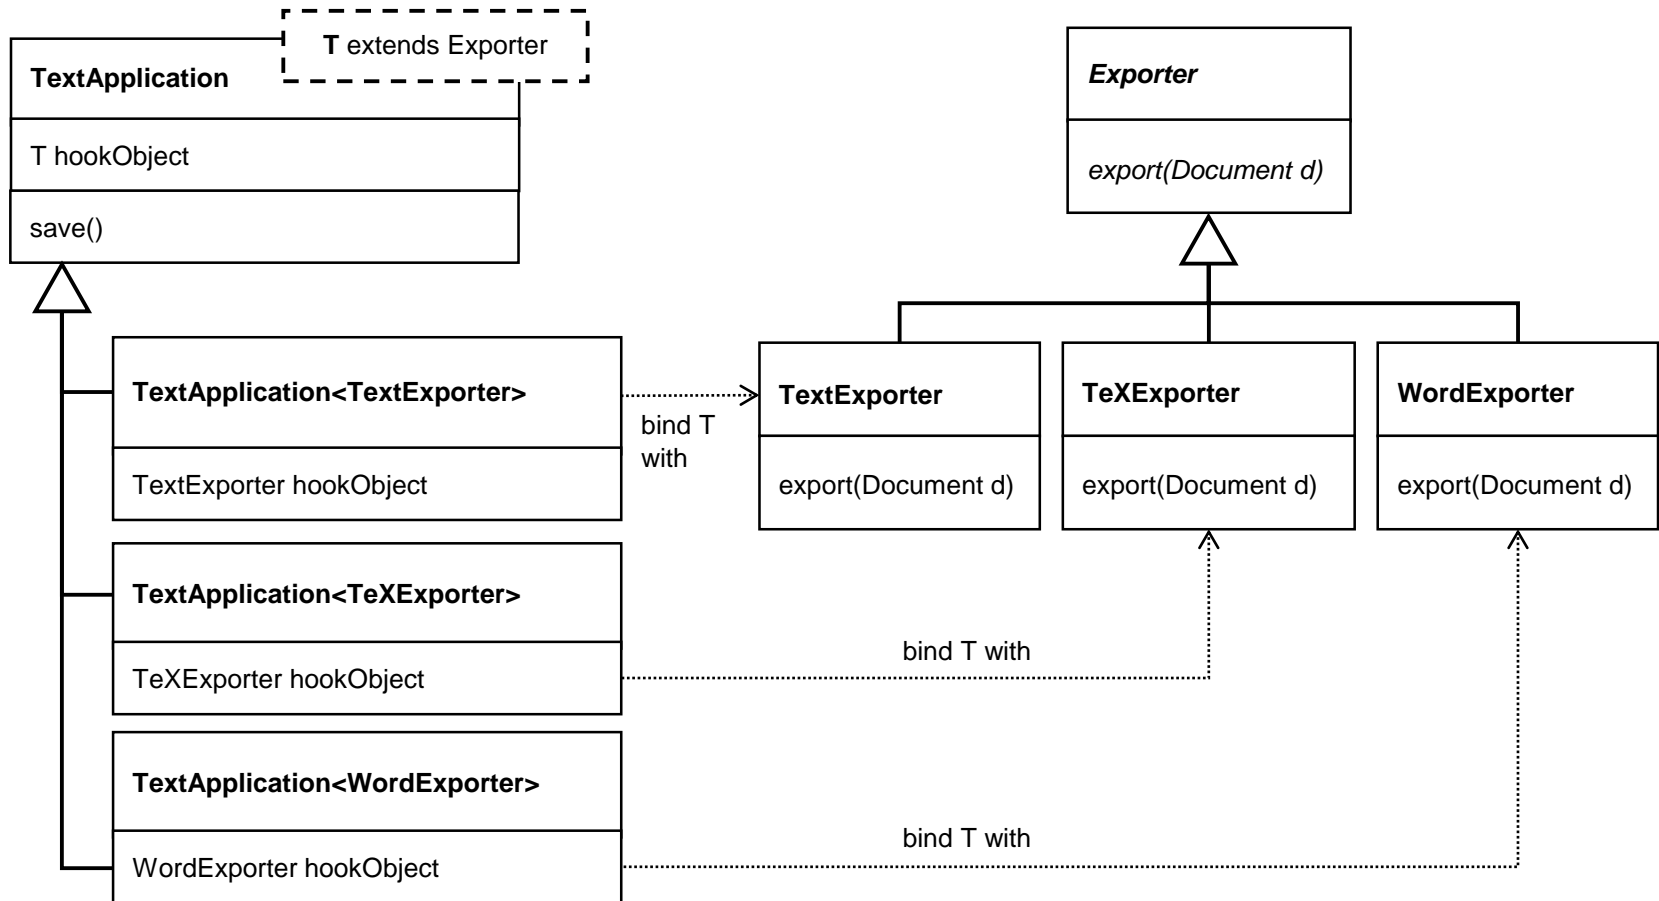 T extends Exporter
TextApplication
T hookObject
save()
Exporter
export(Document d)
TextApplication<TextExporter>
TextExporter hookObject
bind T
with
TextExporter
export(Document d)
TeXExporter
export(Document d)
WordExporter
export(Document d)
TextApplication<TeXExporter>
TeXExporter hookObject
bind T with
TextApplication<WordExporter>
WordExporter hookObject
bind T with